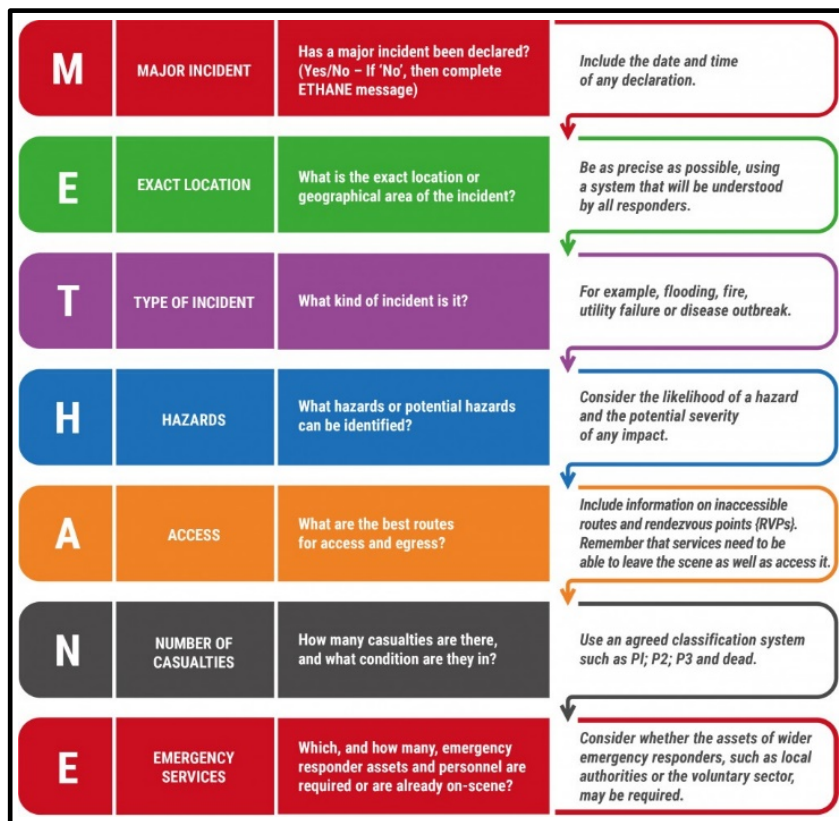 M
MAJOR INCIDENT
Has a major incident been declared?
(Yes/No – If ‘No’, then complete
ETHANE message)
Include the date and time
of any declaration.
E
EXACT LOCATION
What is the exact location or
geographical area of the incident?
Be as precise as possible, using
a system that will be understood
by all responders.
T
TYPE OF INCIDENT
What kind of incident is it?
For example, flooding, fire,
utility failure or disease outbreak.
H
HAZARDS
What hazards or potential hazards
can be identified?
Consider the likelihood of a hazard
and the potential severity
of any impact.
A
ACCESS
What are the best routes
for access and egress?
Include information on inaccessible
routes and rendezvous points (RVPs).
Remember that services need to be
able to leave the scene as well as access it.
N
NUMBER OF
CASUALTIES
How many casualties are there,
and what condition are they in?
Use an agreed classification system
such as P1; P2; P3 and dead.
E
EMERGENCY
SERVICES
Which, and how many, emergency
responder assets and personnel are
required or are already on-scene?
Consider whether the assets of wider
emergency responders, such as local
authorities or the voluntary sector,
may be required.